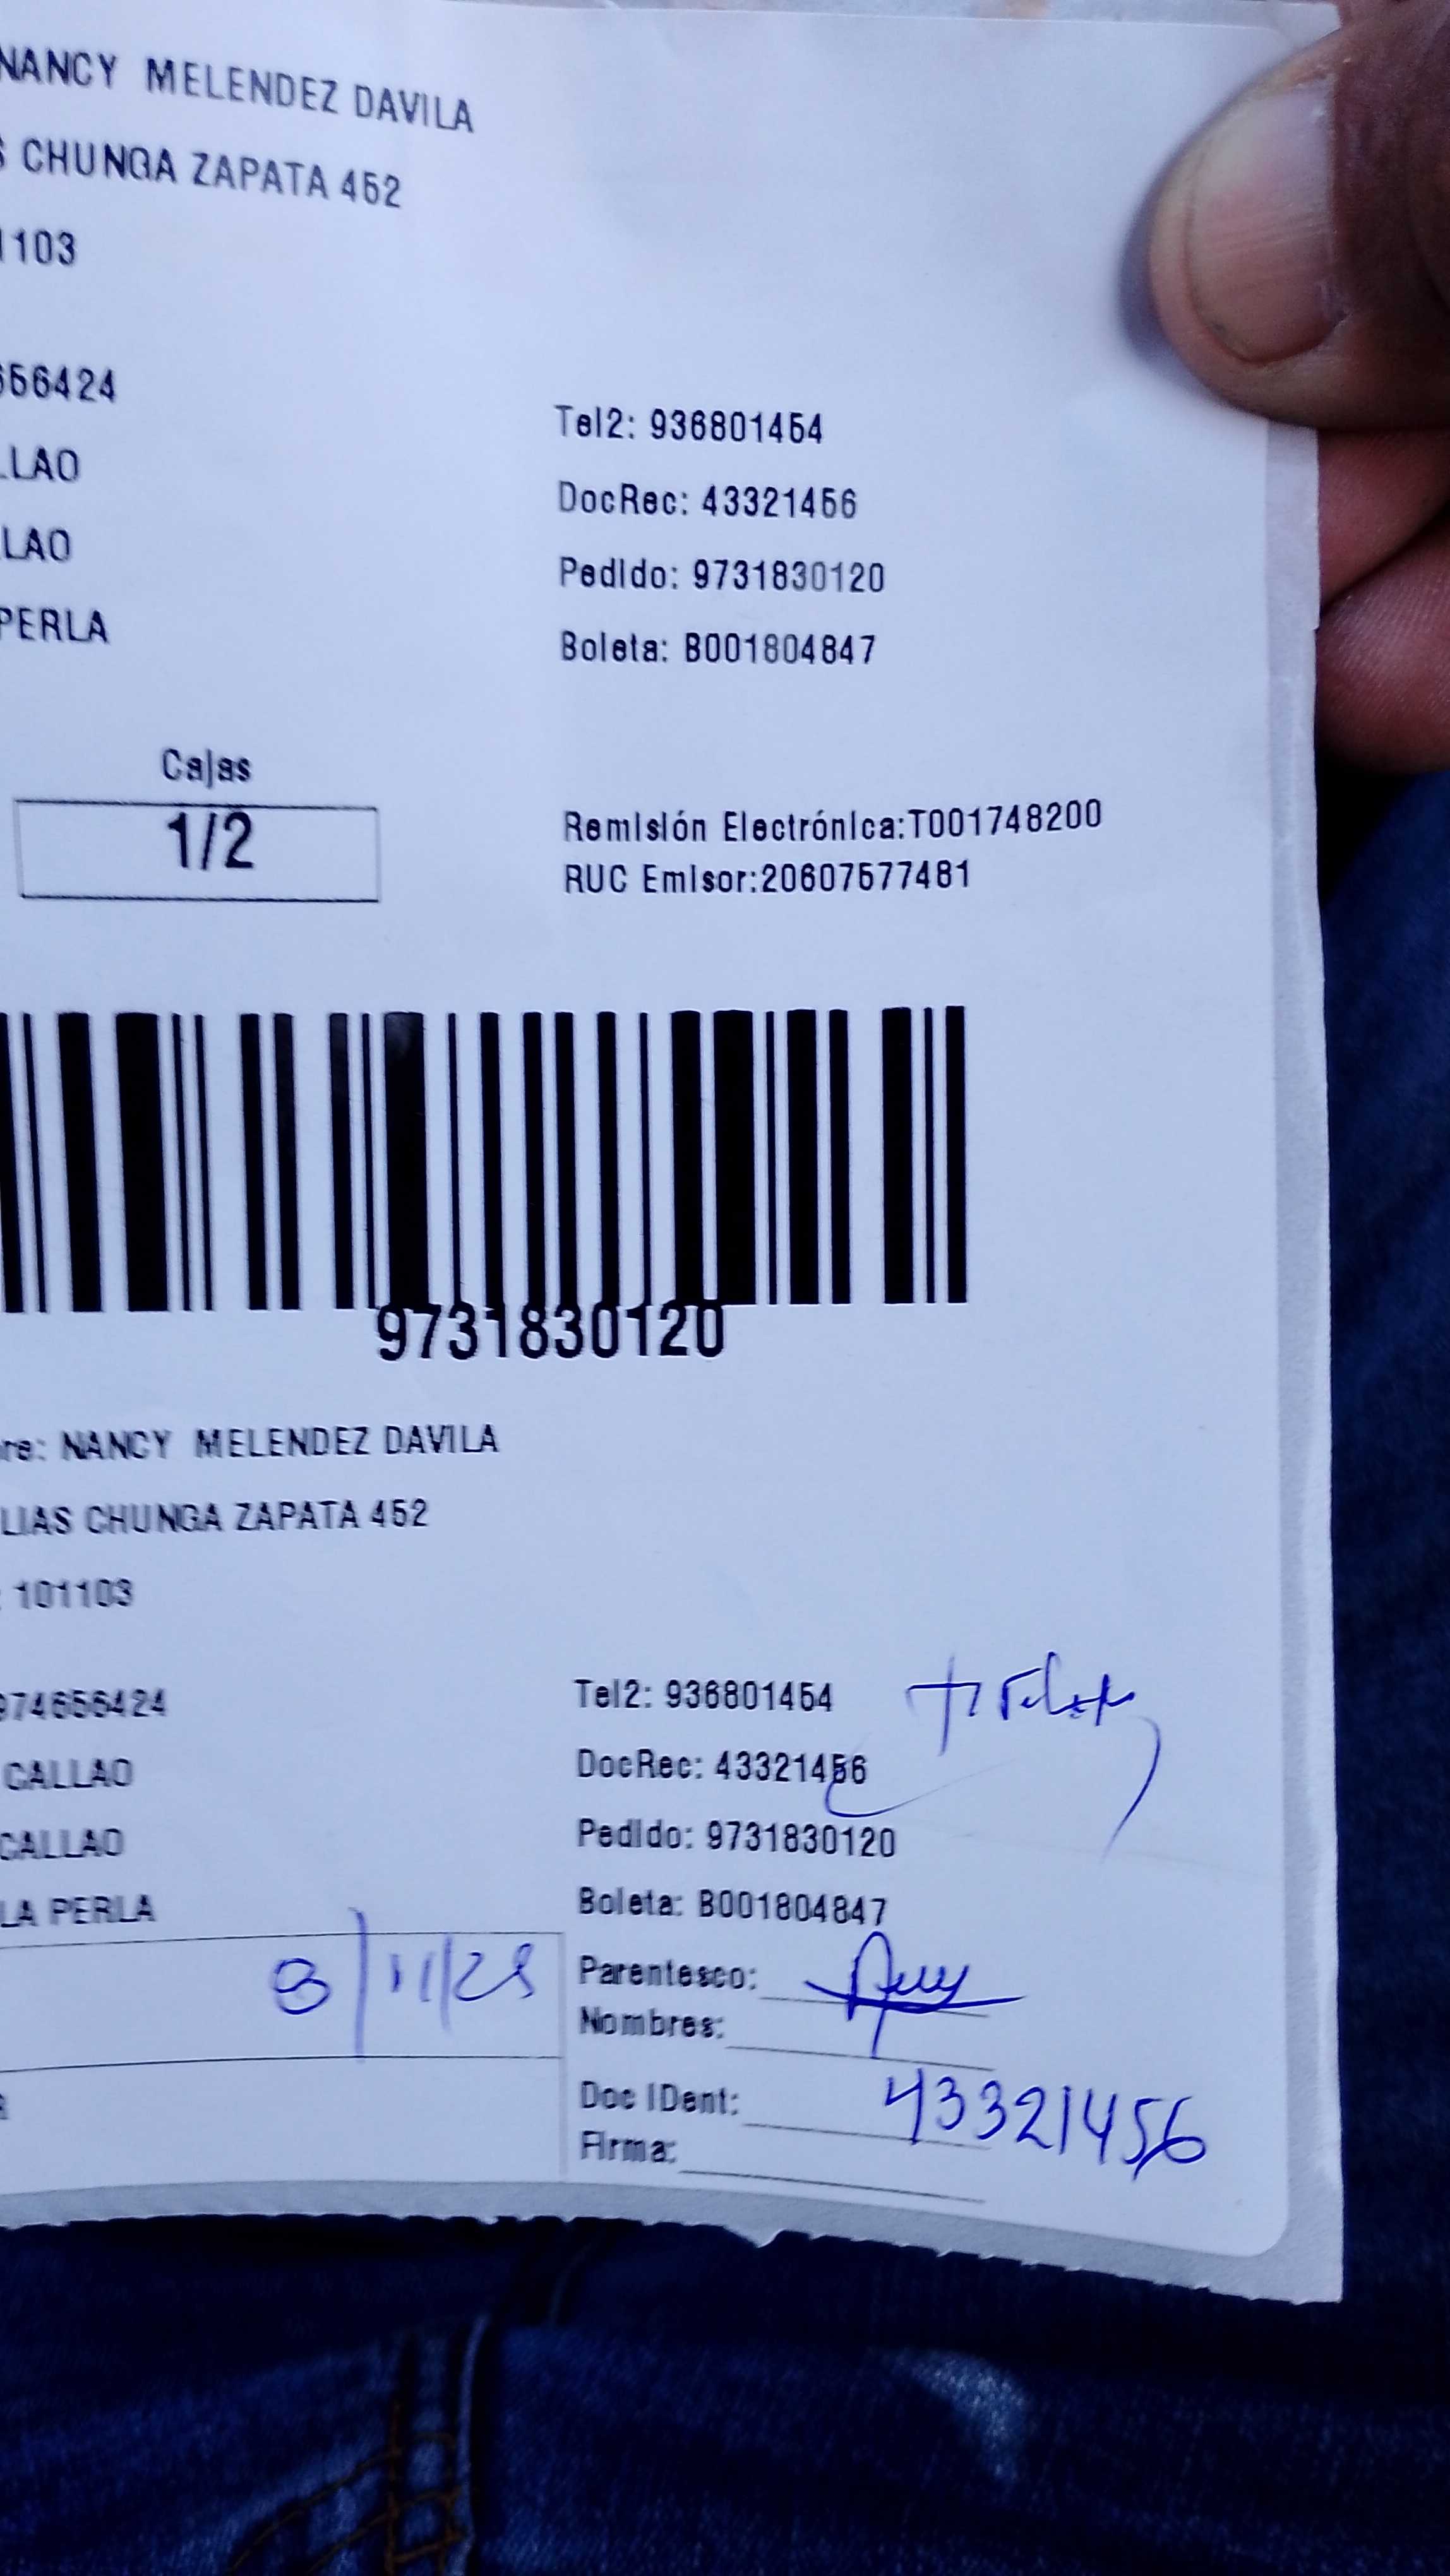 NANCY MELENDEZ DAVILA
S CHUNGA ZAPATA 452
1103
656424
Tel2: 936801454
LLAO
DocRec: 43321456
LAO
Pedido: 9731830120
PERLA
Boleta: B001804847
Cajas
1/2
Remisión Electrónica:T001748200
RUC Emisor:20607577481
9731830120
re: NANCY MELENDEZ DAVILA
LIAS CHUNGA ZAPATA 452
: 101103
974656424
Tel2: 936801454
CALLAO
DocRec: 43321456
CALLAO
Pedido: 9731830120
LA PERLA
Boleta: B001804847
Parentesco:
Nombres:
Doc IDent: 43321456
Firma: